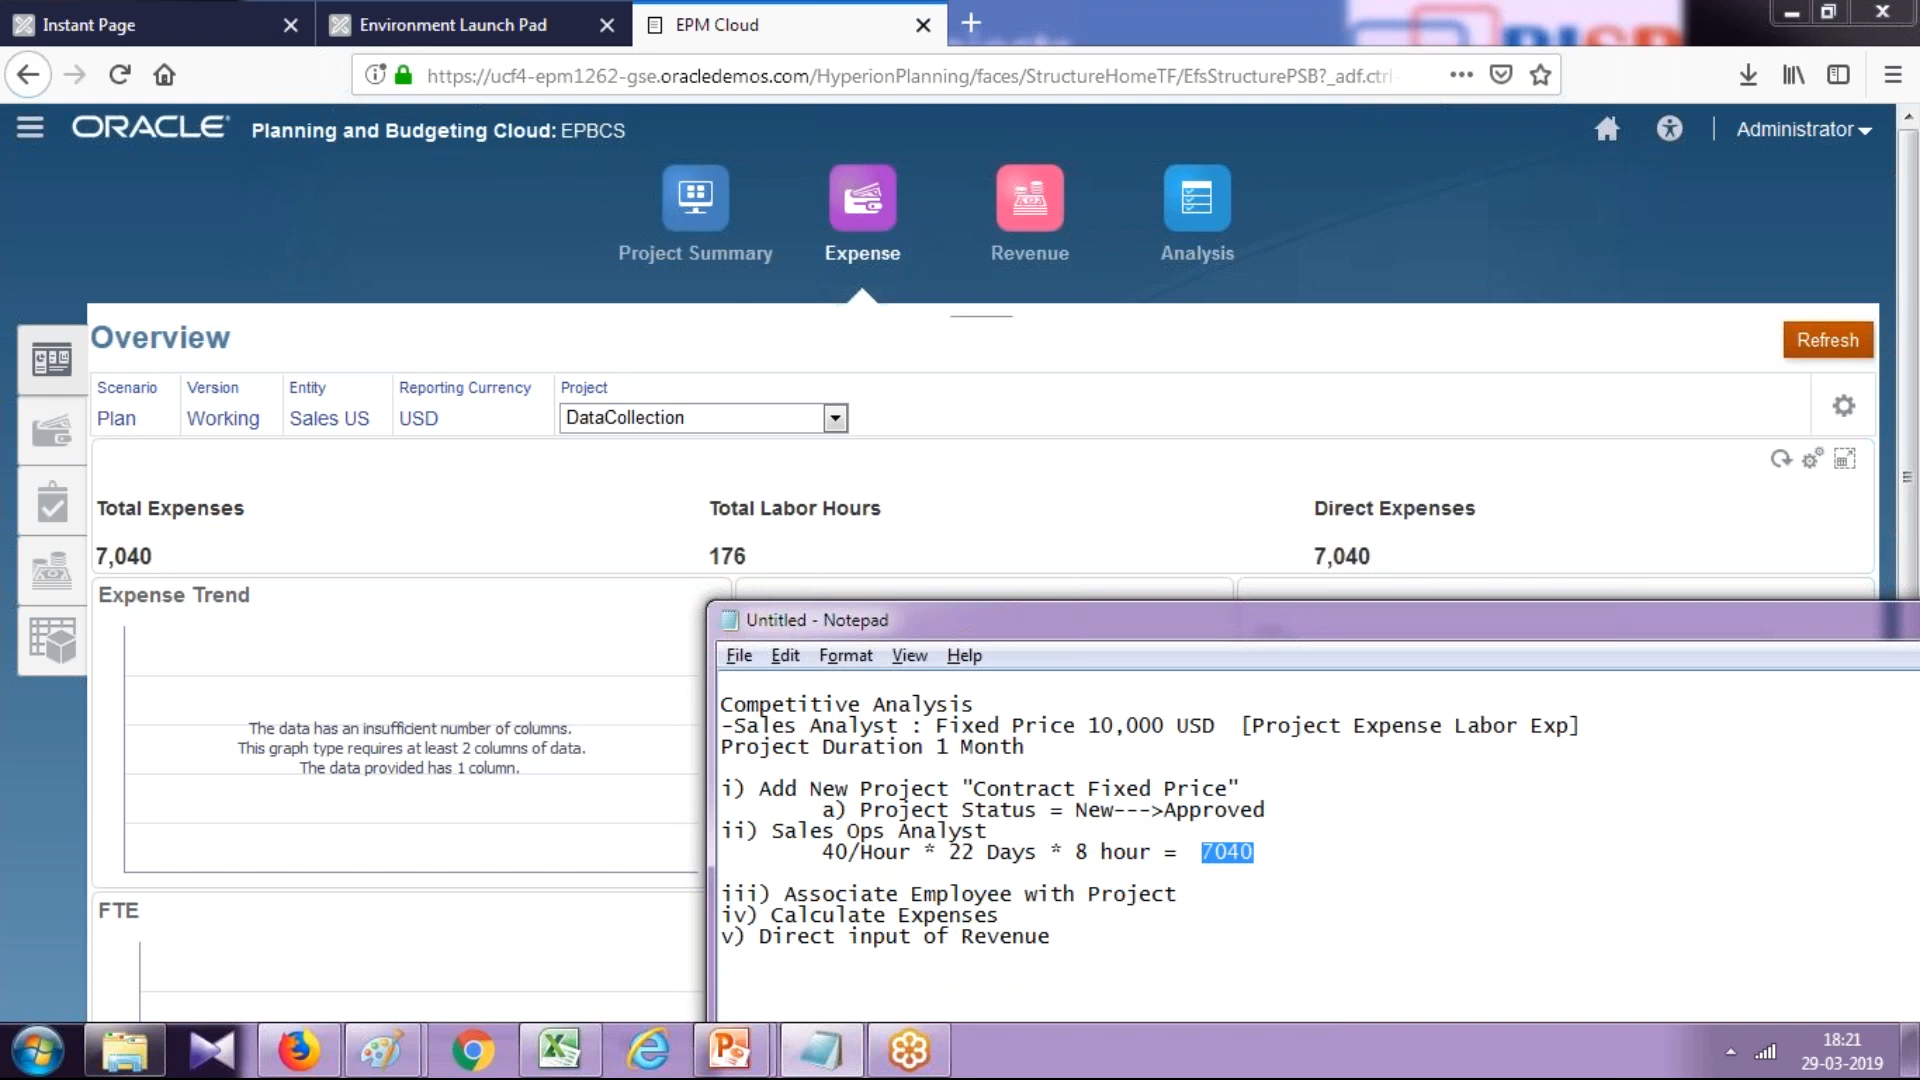 Instant Page
Environment Launch Pad
EPM Cloud
https://ucf4-epm1262-gse.oracledemos.com/HyperionPlanning/faces/StructureHomeTF/EfsStructurePSB?_adf.ctrl-
ORACLE Planning and Budgeting Cloud: EPBCS
Administrator
Project Summary
Expense
Revenue
Analysis
Overview
Refresh
Scenario Version Entity Reporting Currency Project
Plan Working Sales US USD DataCollection
Total Expenses Total Labor Hours Direct Expenses
7,040 176 7,040
Expense Trend
The data has an insufficient number of columns.
This graph type requires at least 2 columns of data.
The data provided has 1 column.
FTE
Untitled - Notepad
File Edit Format View Help
Competitive Analysis
-Sales Analyst : Fixed Price 10,000 USD [Project Expense Labor Exp]
Project Duration 1 Month
i) Add New Project "Contract Fixed Price"
a) Project Status = New--->Approved
ii) Sales Ops Analyst
40/Hour * 22 Days * 8 hour = 7040
iii) Associate Employee with Project
iv) Calculate Expenses
v) Direct input of Revenue
18:21
29-03-2019